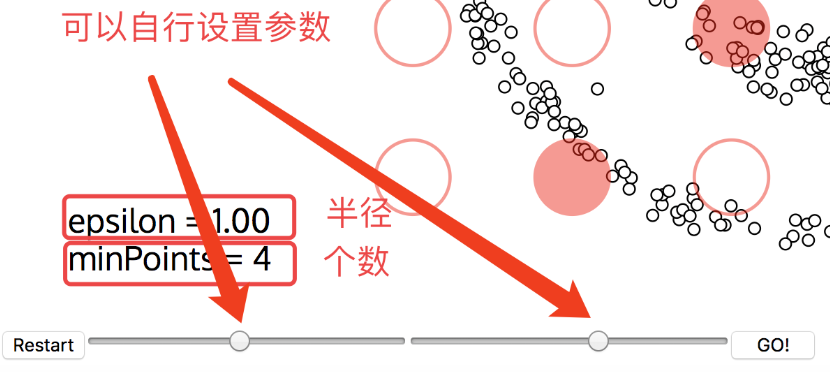 可以自行设置参数
epsilon = 1.00 半径
minPoints = 4 个数
Restart GO!